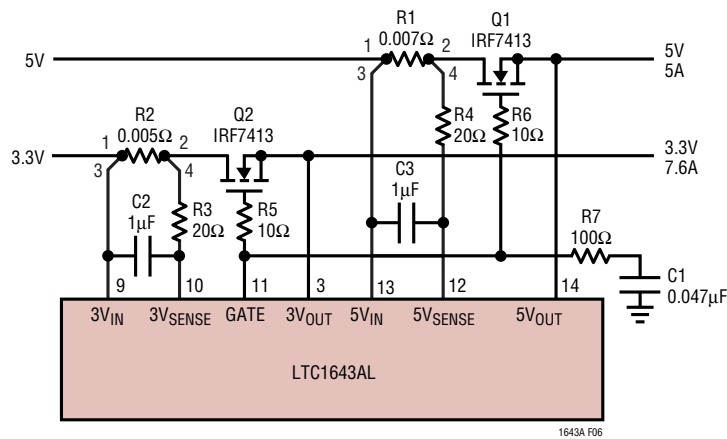 R1
0.007Ω
Q1
IRF7413
1
2
3
4
5V
5V
5A
R2
0.005Ω
Q2
IRF7413
R4
20Ω
R6
10Ω
1
2
3
4
3.3V
3.3V
7.6A
C2
1µF
R3
20Ω
R5
10Ω
C3
1µF
R7
100Ω
C1
0.047µF
9
10
11
3
13
12
14
3VIN
3VSENSE
GATE
3VOUT
5VIN
5VSENSE
5VOUT
LTC1643AL
1643A F06